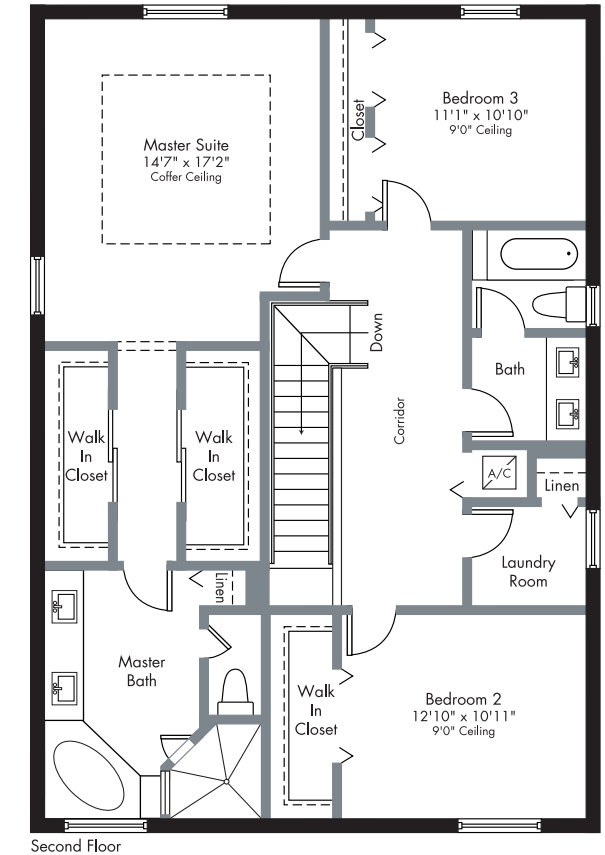 Bedroom 3
11'1" x 10'10"
9'0" Ceiling
Closet
Master Suite
14'7" x 17'2"
Coffer Ceiling
Down
Bath
Corridor
Walk
In
Closet
Walk
In
Closet
A/C
Linen
Laundry
Room
Linen
Master
Bath
Walk
In
Closet
Bedroom 2
12'10" x 10'11"
9'0" Ceiling
Second Floor